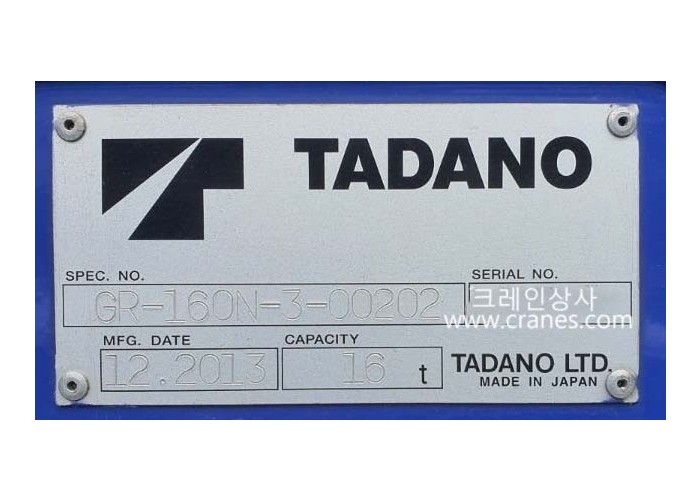 TADANO
SPEC. NO. SERIAL NO.
GR-160N-3-00202
크레인상사
www.cranes.com
MFG. DATE CAPACITY
12.2013 16 t TADANO LTD.
MADE IN JAPAN